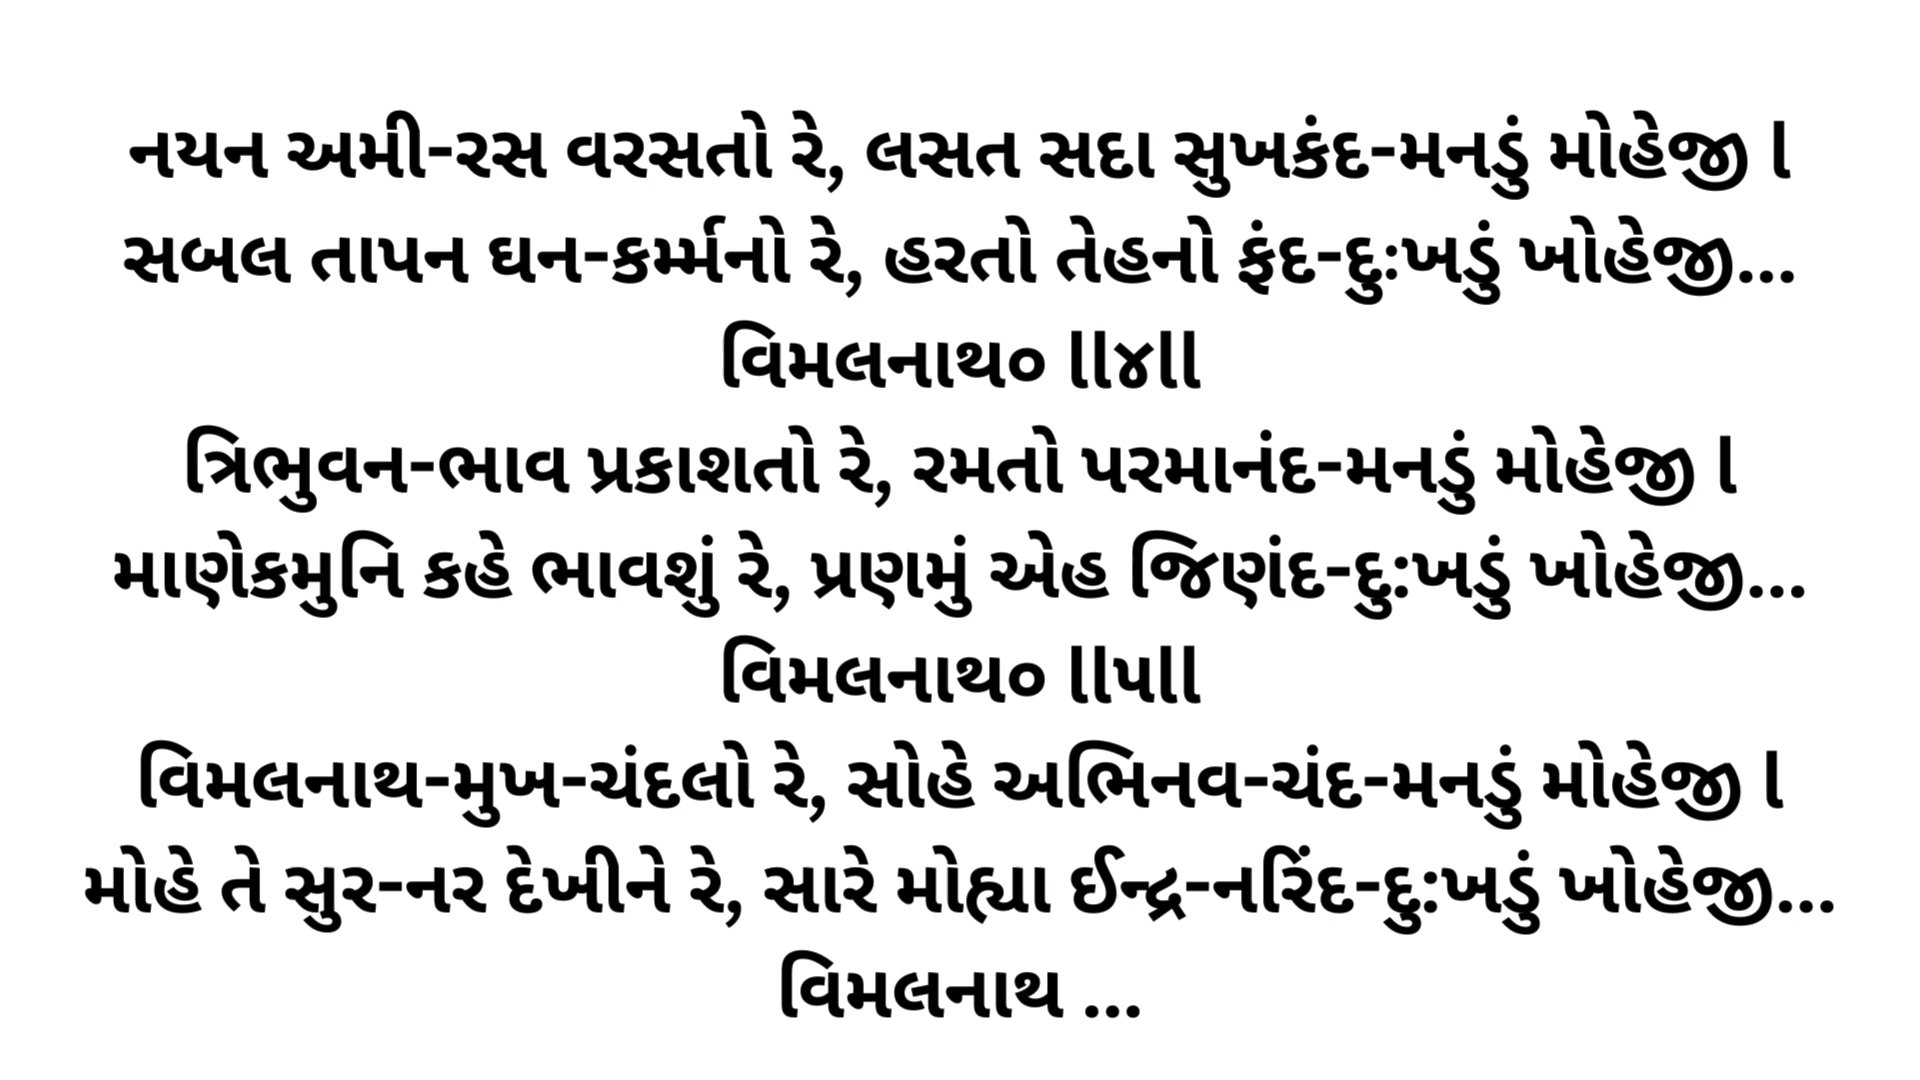 નયન અમી-રસ વરસતો રે, લસત સદા સુખકંદ-મનડું મોહેજી ।
સબલ તાપન ઘન-કર્મ્મનો રે, હરતો તેહનો ફંદ-દુઃખડું ખોહેજી...
વિમલનાથ૦ ।।૪।।
ત્રિભુવન-ભાવ પ્રકાશતો રે, રમતો પરમાનંદ-મનડું મોહેજી ।
માણેકમુનિ કહે ભાવશું રે, પ્રણમું એહ જિણંદ-દુ:ખડું ખોહેજી...
વિમલનાથ૦ ।।૫।।
વિમલનાથ-મુખ-ચંદલો રે, સોહે અભિનવ-ચંદ-મનડું મોહેજી ।
મોહે તે સુર-નર દેખીને રે, સારે મોહ્યા ઈન્દ્ર-નરિંદ-દુ:ખડું ખોહેજી...
વિમલનાથ ...